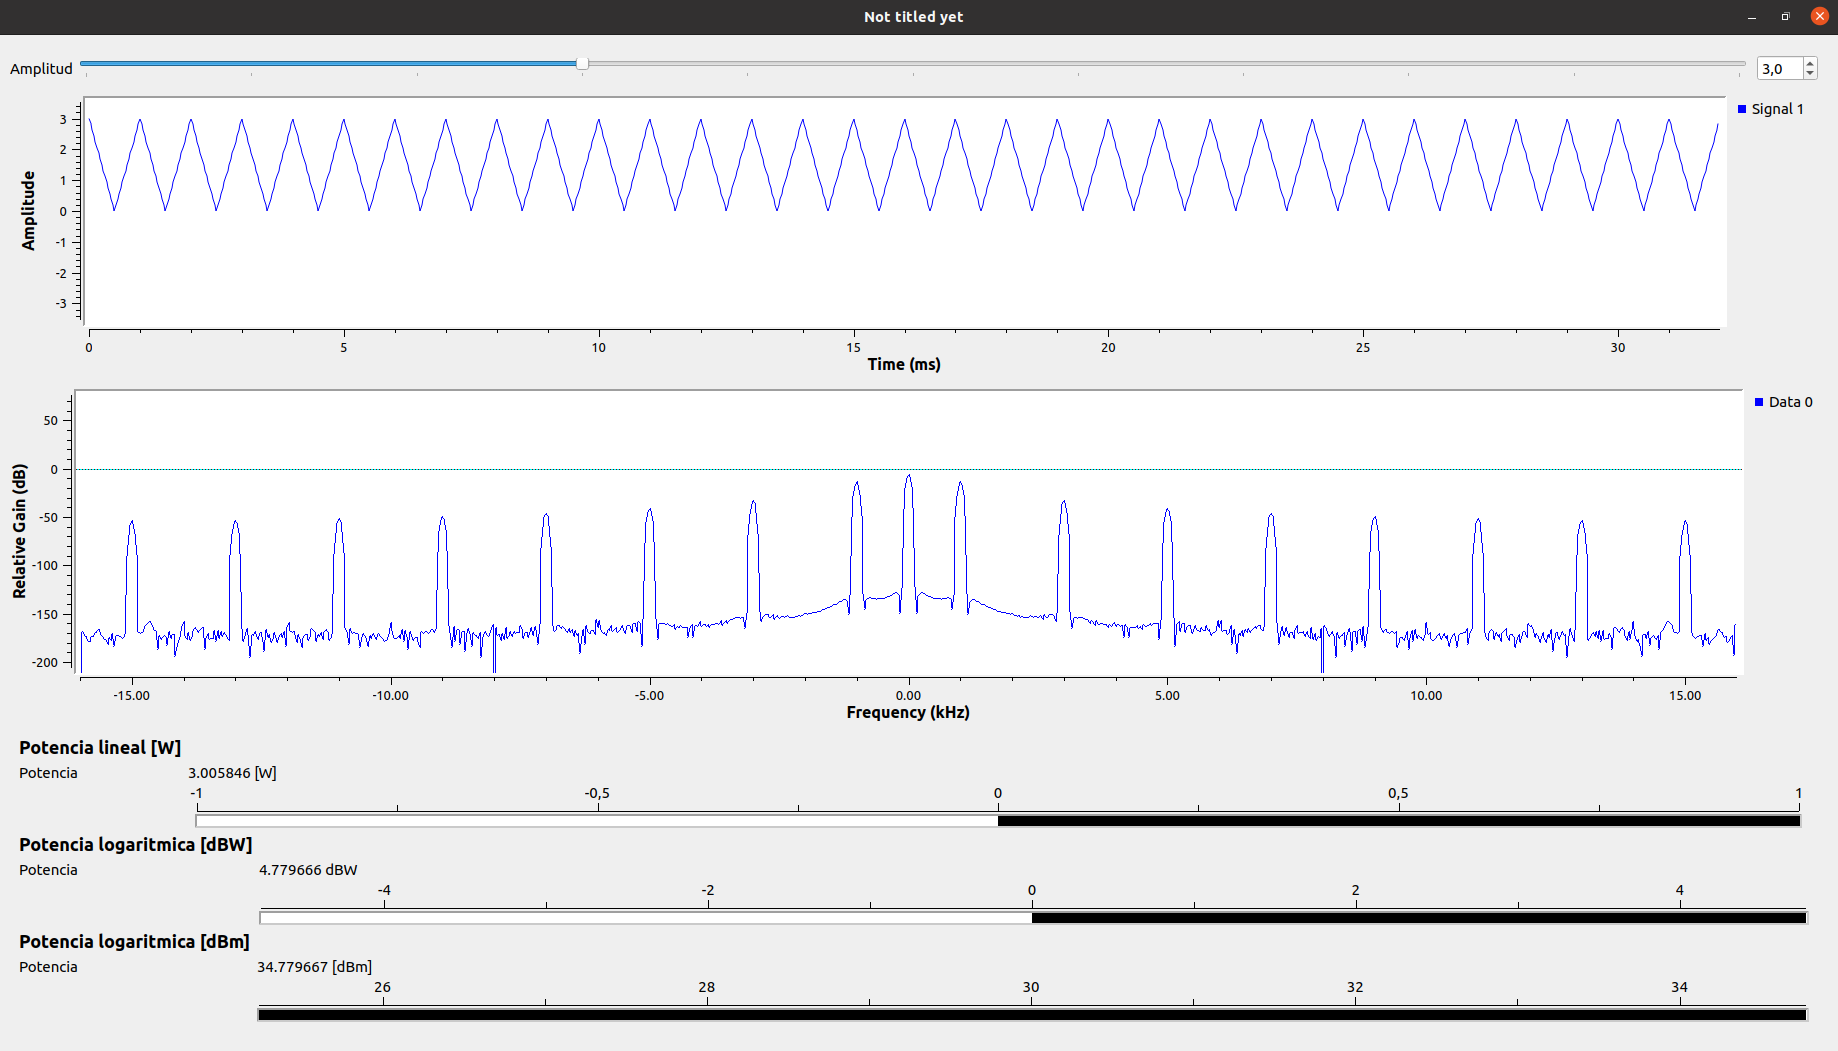 Not titled yet
Amplitud
3,0
Signal 1
3
2
1
0
-1
-2
-3
Amplitude
0 5 10 15 20 25 30
Time (ms)
Data 0
50
0
-50
-100
-150
-200
Relative Gain (dB)
-15.00 -10.00 -5.00 0.00 5.00 10.00 15.00
Frequency (kHz)
Potencia lineal [W]
Potencia 3.005846 [W]
-1 -0,5 0 0,5 1
Potencia logaritmica [dBW]
Potencia 4.779666 dBW
-4 -2 0 2 4
Potencia logaritmica [dBm]
Potencia 34.779667 [dBm]
26 28 30 32 34